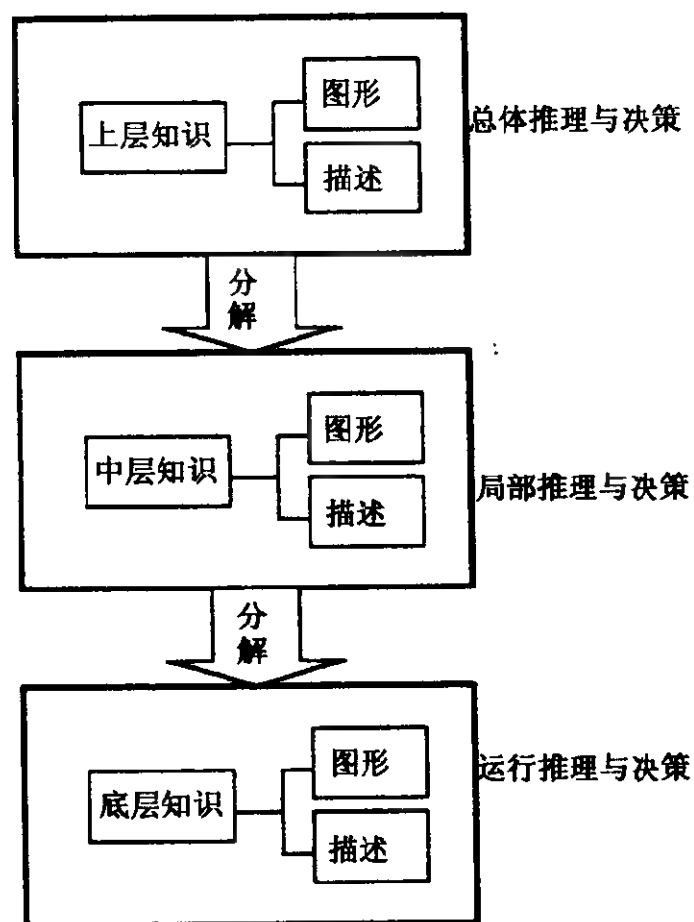 图形
上层知识
总体推理与决策
描述
分
解
图形
中层知识
局部推理与决策
描述
分
解
图形
运行推理与决策
底层知识
描述